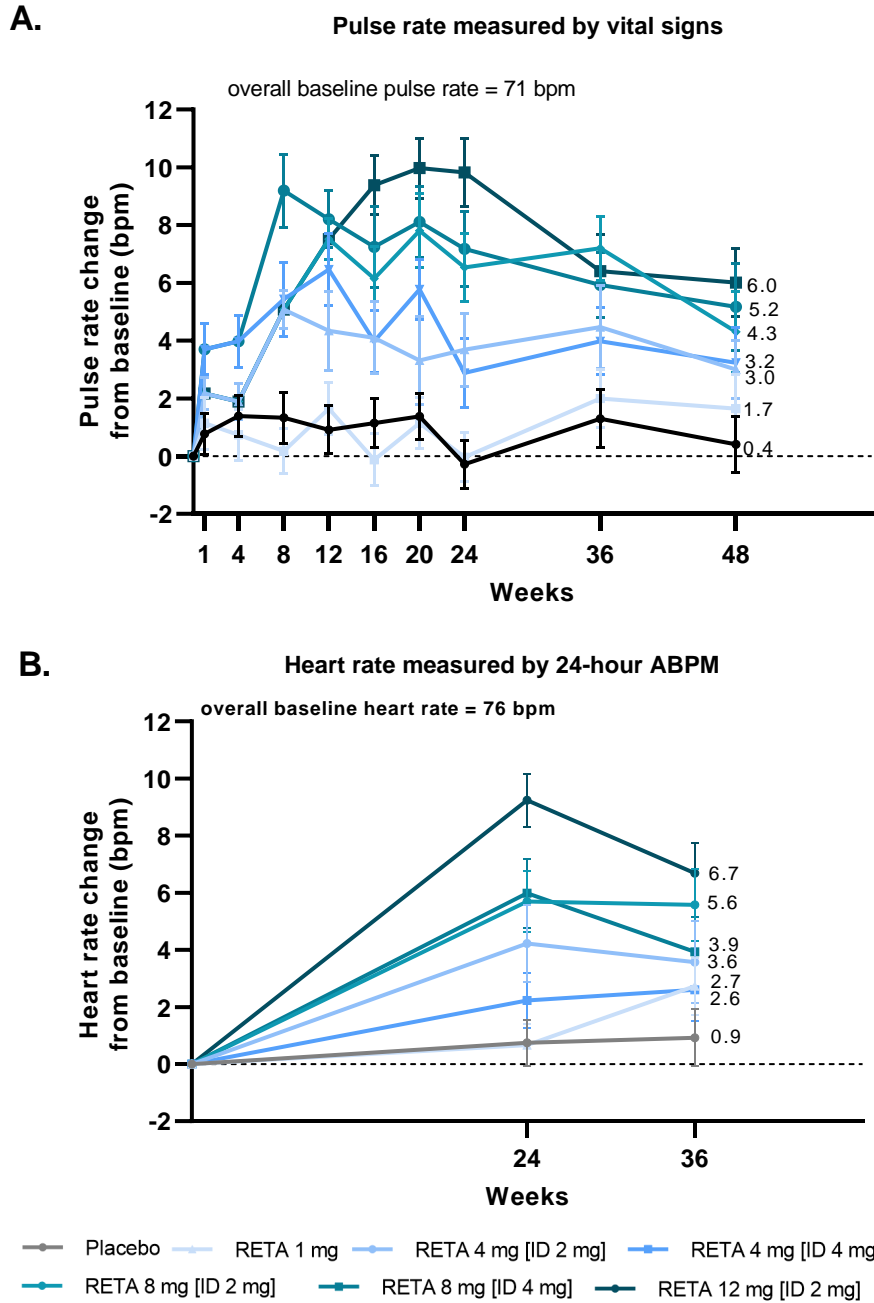 A.
Pulse rate measured by vital signs
overall baseline pulse rate = 71 bpm
Pulse rate change
from baseline (bpm)
12
10
8
6
4
2
0
-2
6.0
5.2
4.3
3.2
3.0
1.7
0.4
1 4 8 12 16 20 24 36 48
Weeks
B.
Heart rate measured by 24-hour ABPM
overall baseline heart rate = 76 bpm
Heart rate change
from baseline (bpm)
12
10
8
6
4
2
0
-2
6.7
5.6
3.9
3.6
2.7
2.6
0.9
24 36
Weeks
Placebo RETA 1 mg RETA 4 mg [ID 2 mg] RETA 4 mg [ID 4 mg
RETA 8 mg [ID 2 mg] RETA 8 mg [ID 4 mg] RETA 12 mg [ID 2 mg]